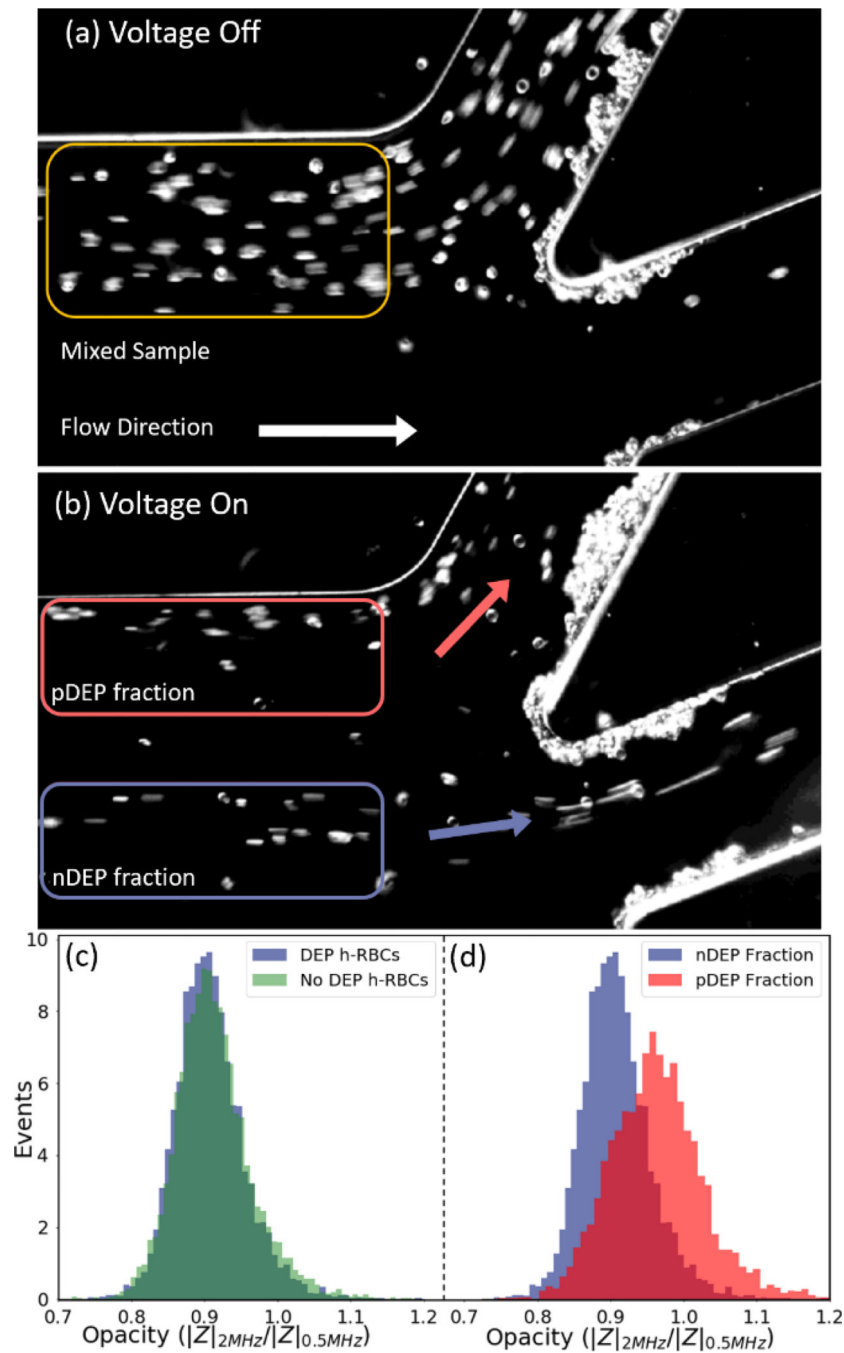 (a) Voltage Off
Mixed Sample
Flow Direction
(b) Voltage On
pDEP fraction
nDEP fraction
(c)
DEP h-RBCs
No DEP h-RBCs
(d)
nDEP Fraction
pDEP Fraction
Events
10
8
6
4
2
0
0.7 0.8 0.9 1.0 1.1 1.2
0.7 0.8 0.9 1.0 1.1 1.2
Opacity (|Z|2MHz/|Z|0.5MHz)
Opacity (|Z|2MHz/|Z|0.5MHz)